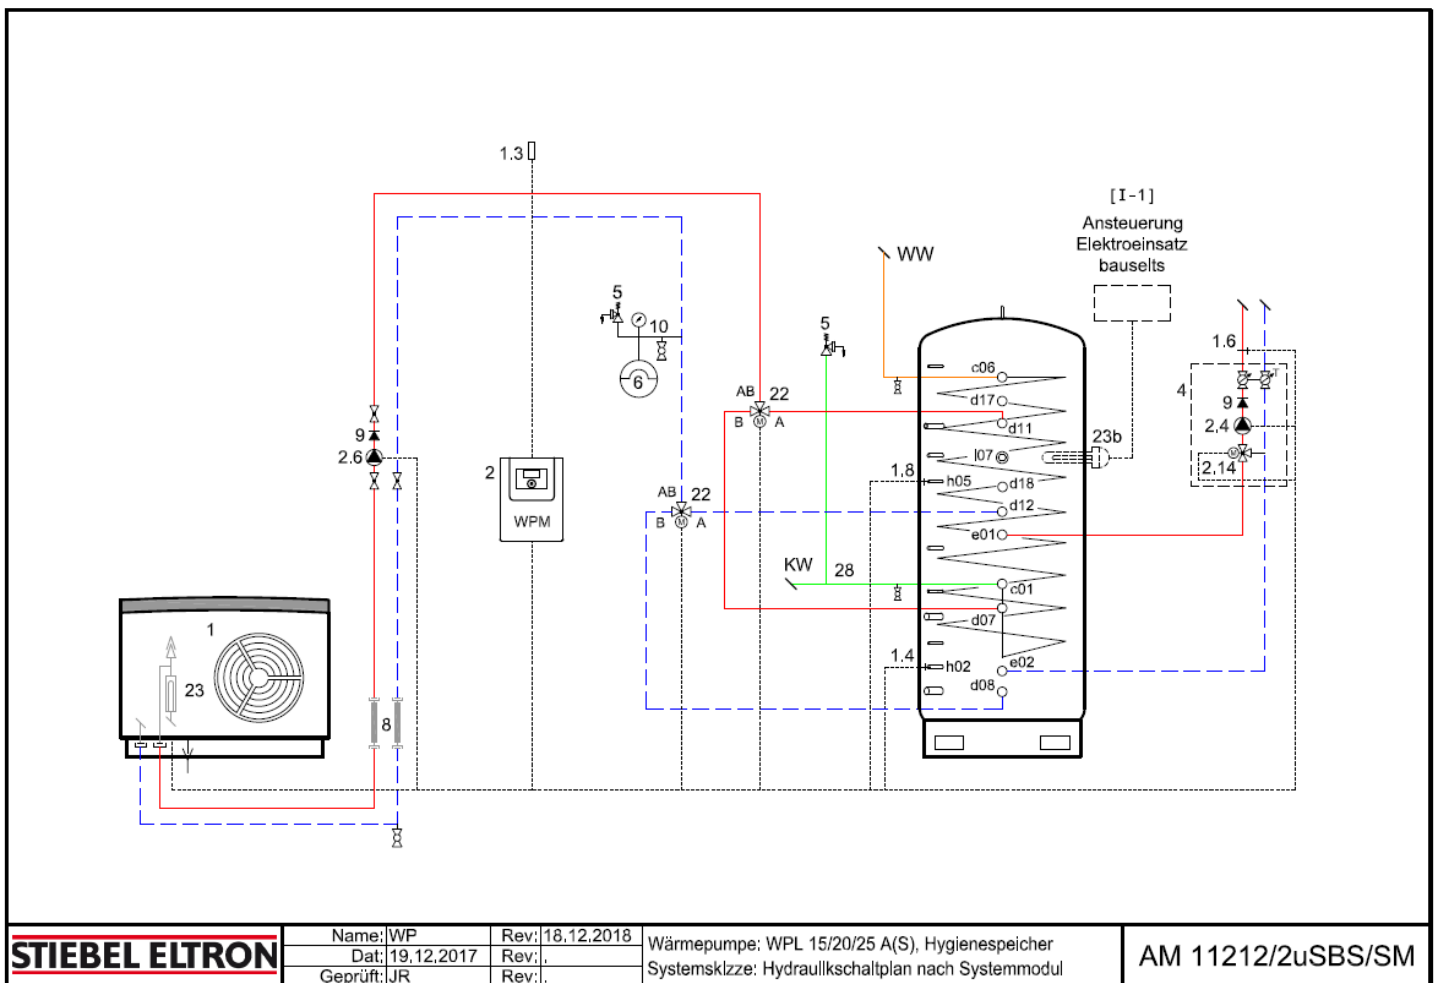 1.3
[I-1]
Ansteuerung
Elektroeinsatz
bauselts
WW
5
10
6
5
1.6
T
4
9
2,4
2,14
c06
d17
d11
l07
d18
d12
e01
c01
d07
e02
d08
h05
h02
23b
AB 22
B M A
AB 22
B M A
9
2.6
2
WPM
1,8
KW 28
1.4
1
23
8
STIEBEL ELTRON
Name: WP Rev: 18,12,2018
Dat: 19,12,2017 Rev: ,
Geprüft: JR Rev: .
Wärmepumpe: WPL 15/20/25 A(S), Hygienespeicher
Systemsklzze: Hydraullkschaltplan nach Systemmodul
AM 11212/2uSBS/SM